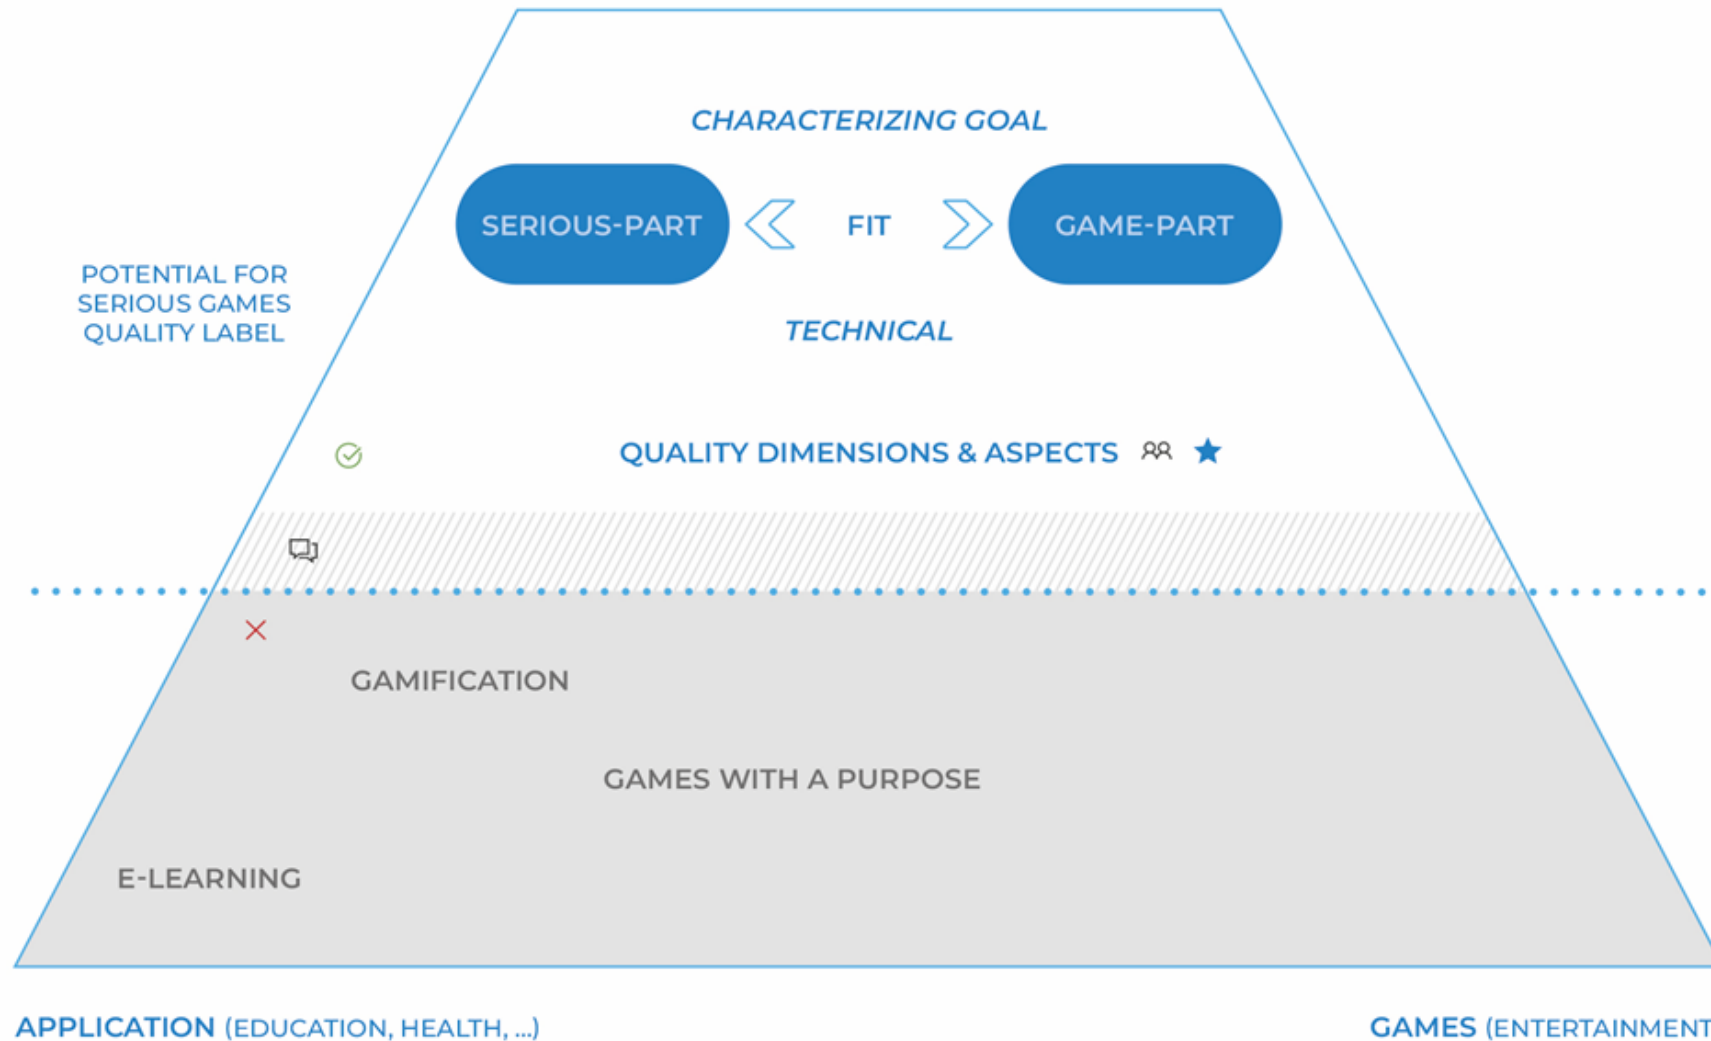 CHARACTERIZING GOAL
SERIOUS-PART
FIT
GAME-PART
POTENTIAL FOR
SERIOUS GAMES
QUALITY LABEL
TECHNICAL
QUALITY DIMENSIONS & ASPECTS
GAMIFICATION
GAMES WITH A PURPOSE
E-LEARNING
APPLICATION (EDUCATION, HEALTH, ...)
GAMES (ENTERTAINMENT